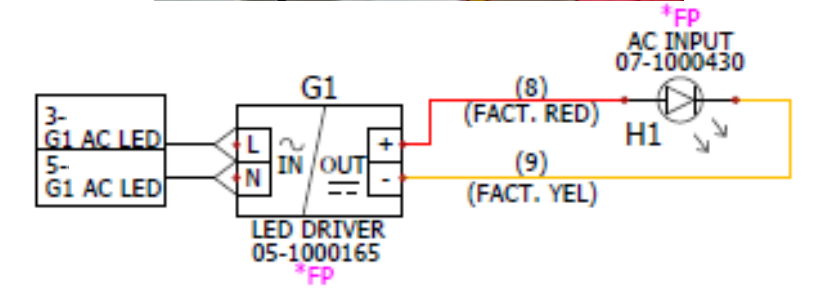 *FP
AC INPUT
07-1000430
G1
(8)
(FACT. RED)
H1
3-
G1 AC LED
5-
G1 AC LED
L
N
IN
OUT
+
-
(9)
(FACT. YEL)
LED DRIVER
05-1000165
*FP